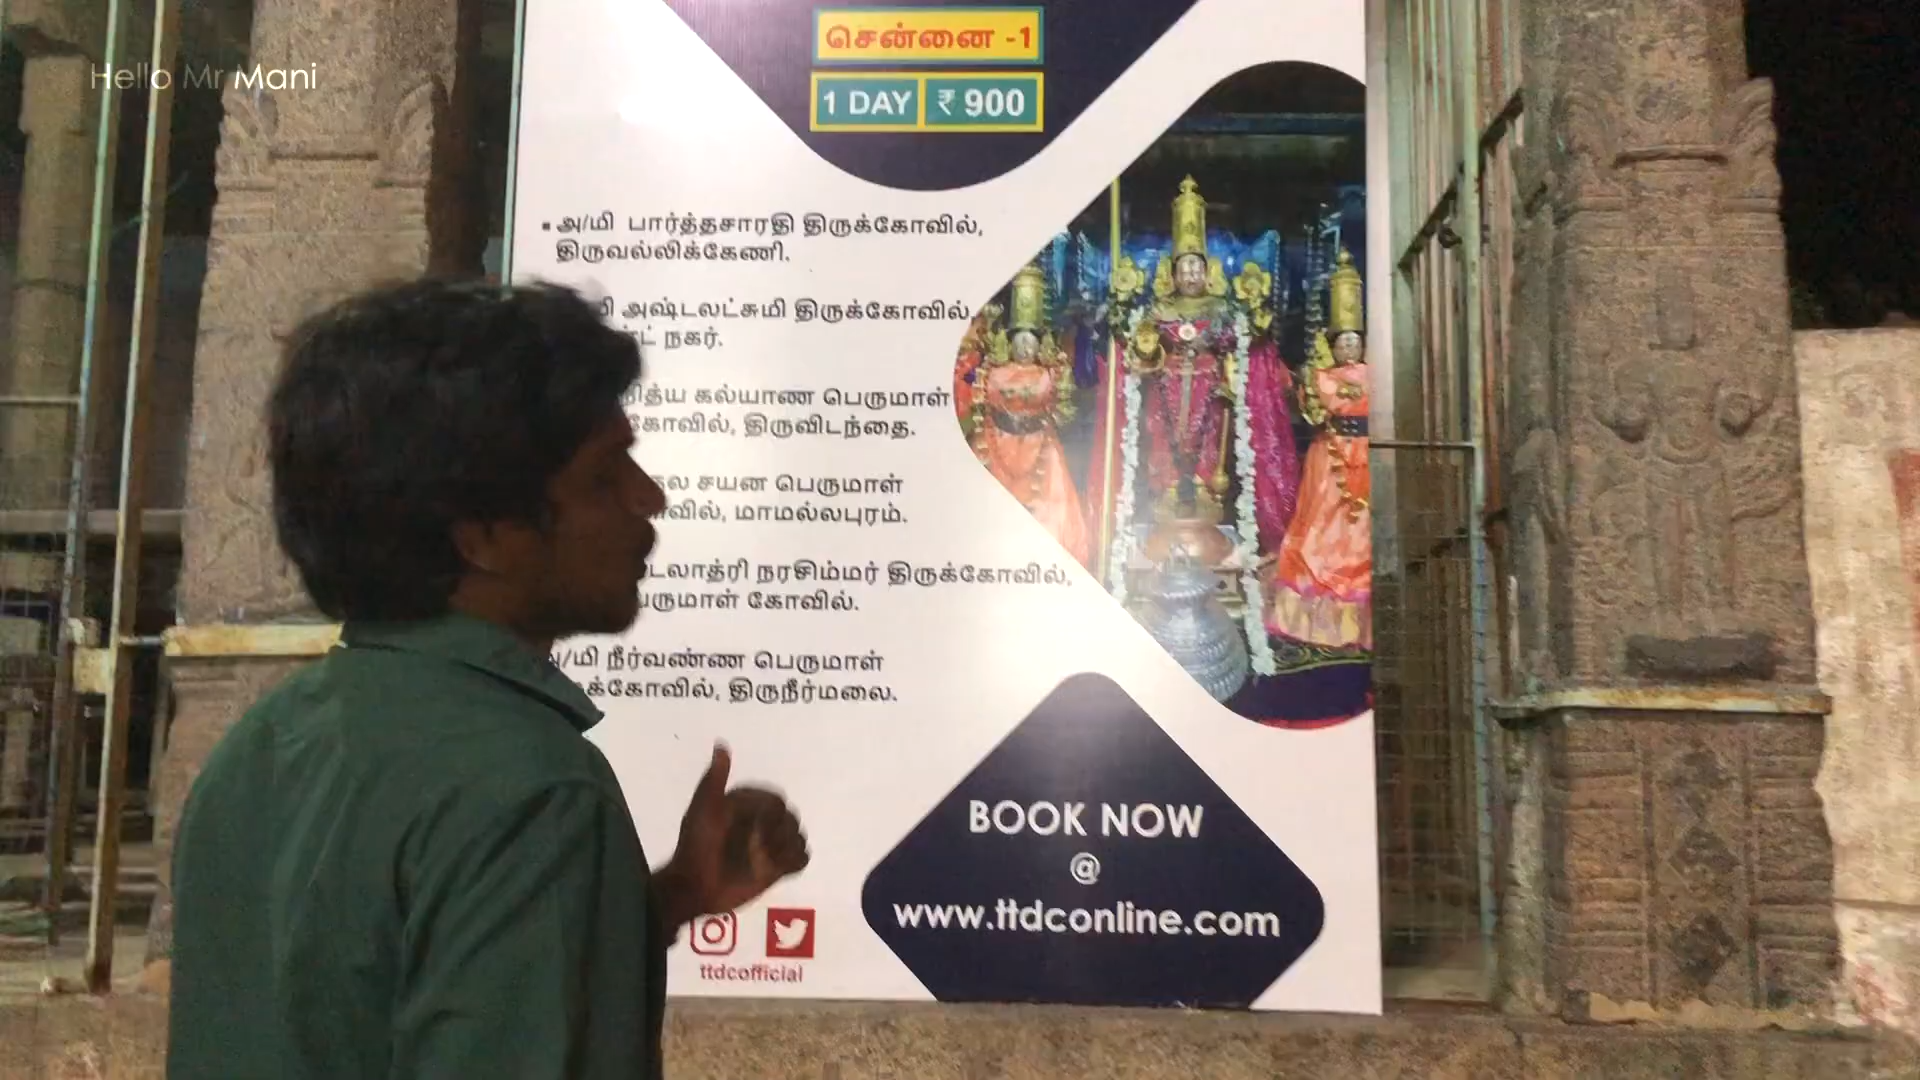 Hello Mr Mani
சென்னை -1
1 DAY ₹ 900
அ/மி பார்த்தசாரதி திருக்கோவில்,
திருவல்லிக்கேணி.
அஷ்டலட்சுமி திருக்கோவில்,
நகர்.
கல்யாண பெருமாள்
திருவிடந்தை.
சயன பெருமாள்
மாமல்லபுரம்.
நரசிம்மர் திருக்கோவில்,
கோவில்.
நீர்வண்ண பெருமாள்
திருநீர்மலை.
BOOK NOW
@
www.ttdconline.com
ttdcofficial